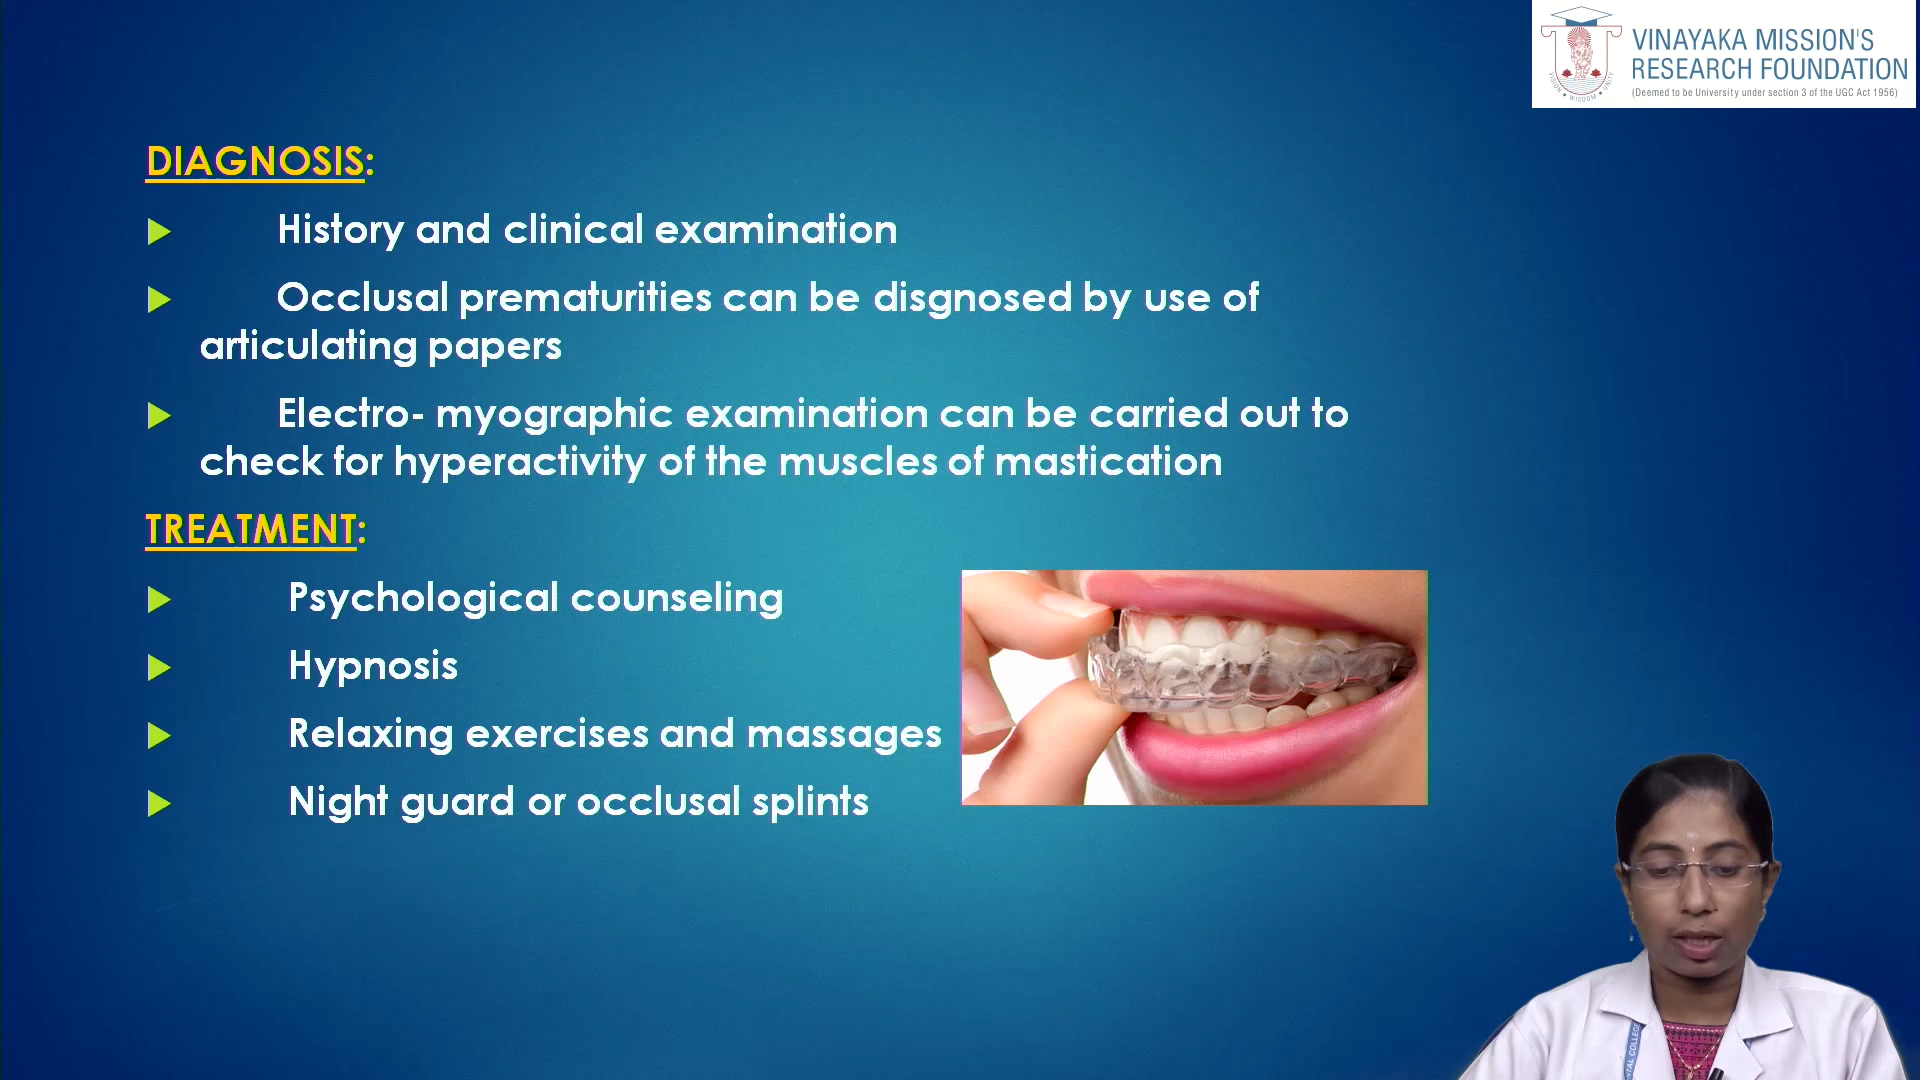 VINAYAKA MISSION'S
RESEARCH FOUNDATION
(Deemed to be University under section 3 of the UGC Act 1956)
VISION • WISDOM • UNITY
DIAGNOSIS:
History and clinical examination
Occlusal prematurities can be disgnosed by use of
articulating papers
Electro- myographic examination can be carried out to
check for hyperactivity of the muscles of mastication
TREATMENT:
Psychological counseling
Hypnosis
Relaxing exercises and massages
Night guard or occlusal splints